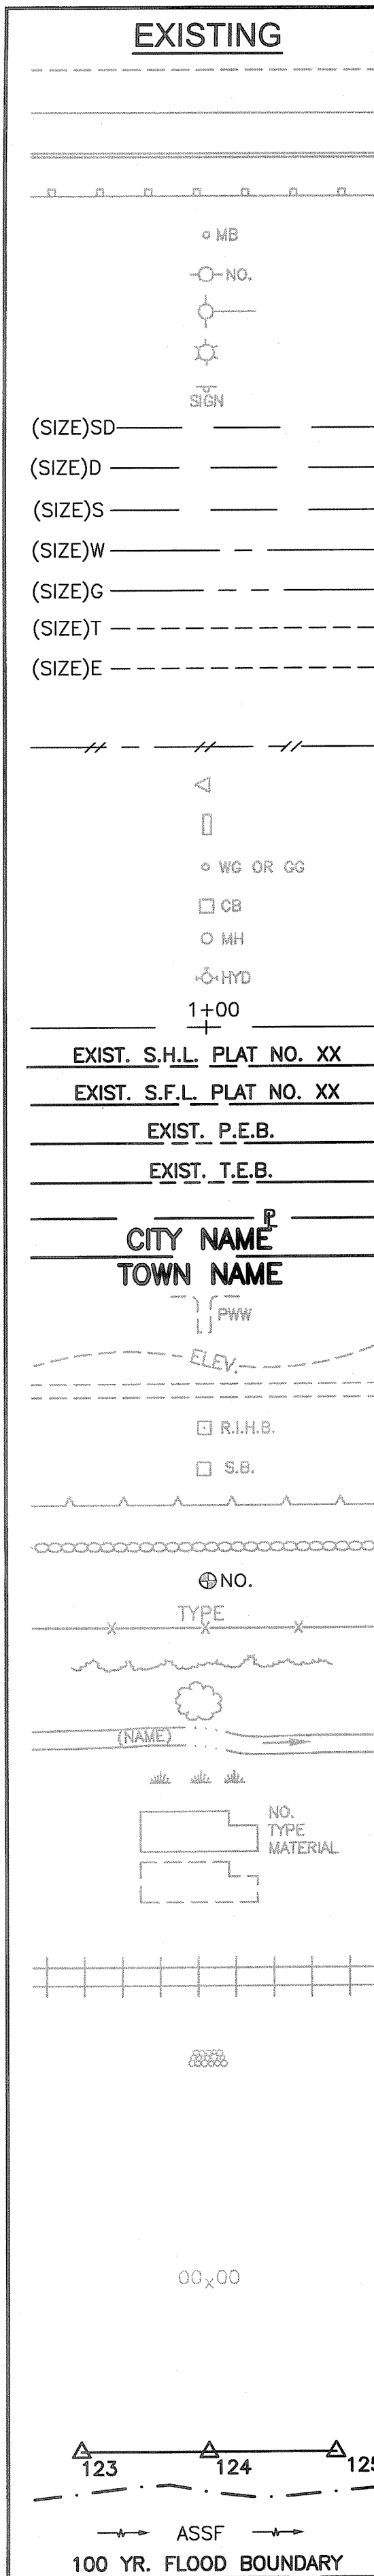 EXISTING
MB
NO.
SIGN
(SIZE)SD
(SIZE)D
(SIZE)S
(SIZE)W
(SIZE)G
(SIZE)T
(SIZE)E
WG OR GG
CB
MH
HYD
1+00
EXIST. S.H.L. PLAT NO. XX
EXIST. S.F.L. PLAT NO. XX
EXIST. P.E.B.
EXIST. T.E.B.
PL
CITY NAME
TOWN NAME
PWW
ELEV.
R.I.H.B.
S.B.
NO.
TYPE
(NAME)
NO.
TYPE
MATERIAL
00x00
123 124 125
ASSF
100 YR. FLOOD BOUNDARY